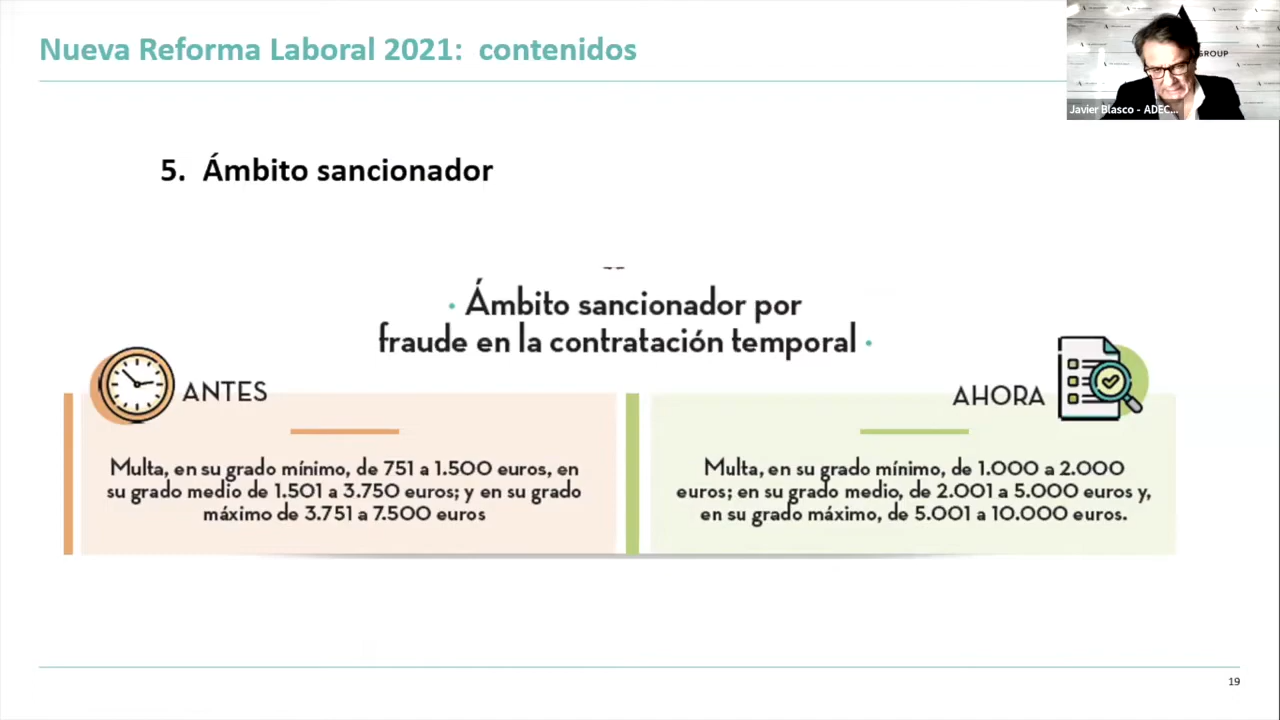 Nueva Reforma Laboral 2021: contenidos
GROUP
Javier Blasco - ADEC...
5. Ámbito sancionador
· Ámbito sancionador por
fraude en la contratación temporal ·
ANTES
Multa, en su grado mínimo, de 751 a 1.500 euros, en
su grado medio de 1.501 a 3.750 euros; y en su grado
máximo de 3.751 a 7.500 euros
AHORA
Multa, en su grado mínimo, de 1.000 a 2.000
euros; en su grado medio, de 2.001 a 5.000 euros y,
en su grado máximo, de 5.001 a 10.000 euros.
19